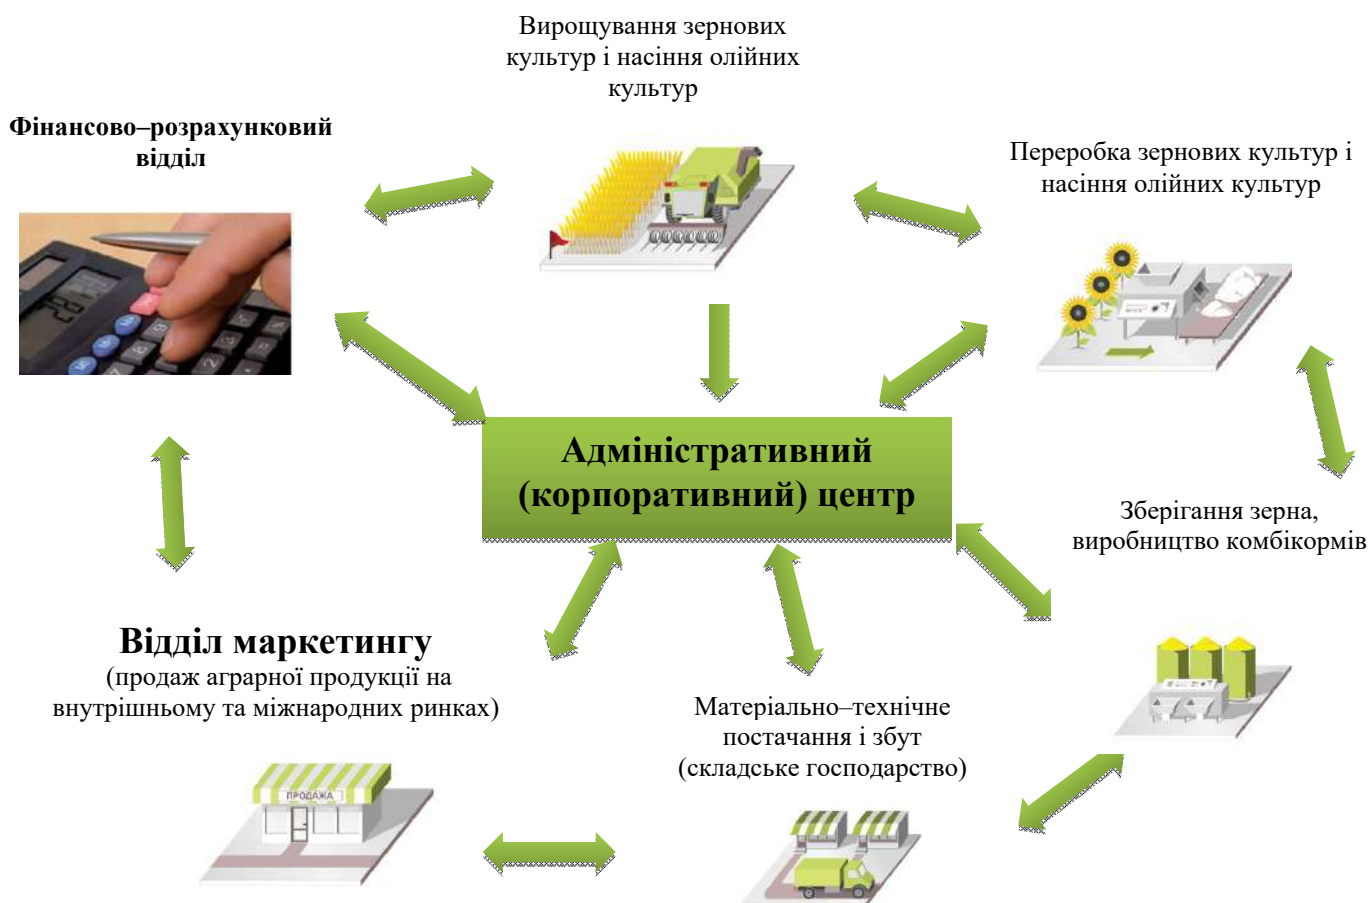 Вирощування зернових
культур і насіння олійних
культур
Фінансово–розрахунковий
відділ
Переробка зернових культур і
насіння олійних культур
Адміністративний
(корпоративний) центр
Зберігання зерна,
виробництво комбікормів
Відділ маркетингу
(продаж аграрної продукції на
внутрішньому та міжнародних ринках)
Матеріально–технічне
постачання і збут
(складське господарство)
ПРОДАЖА